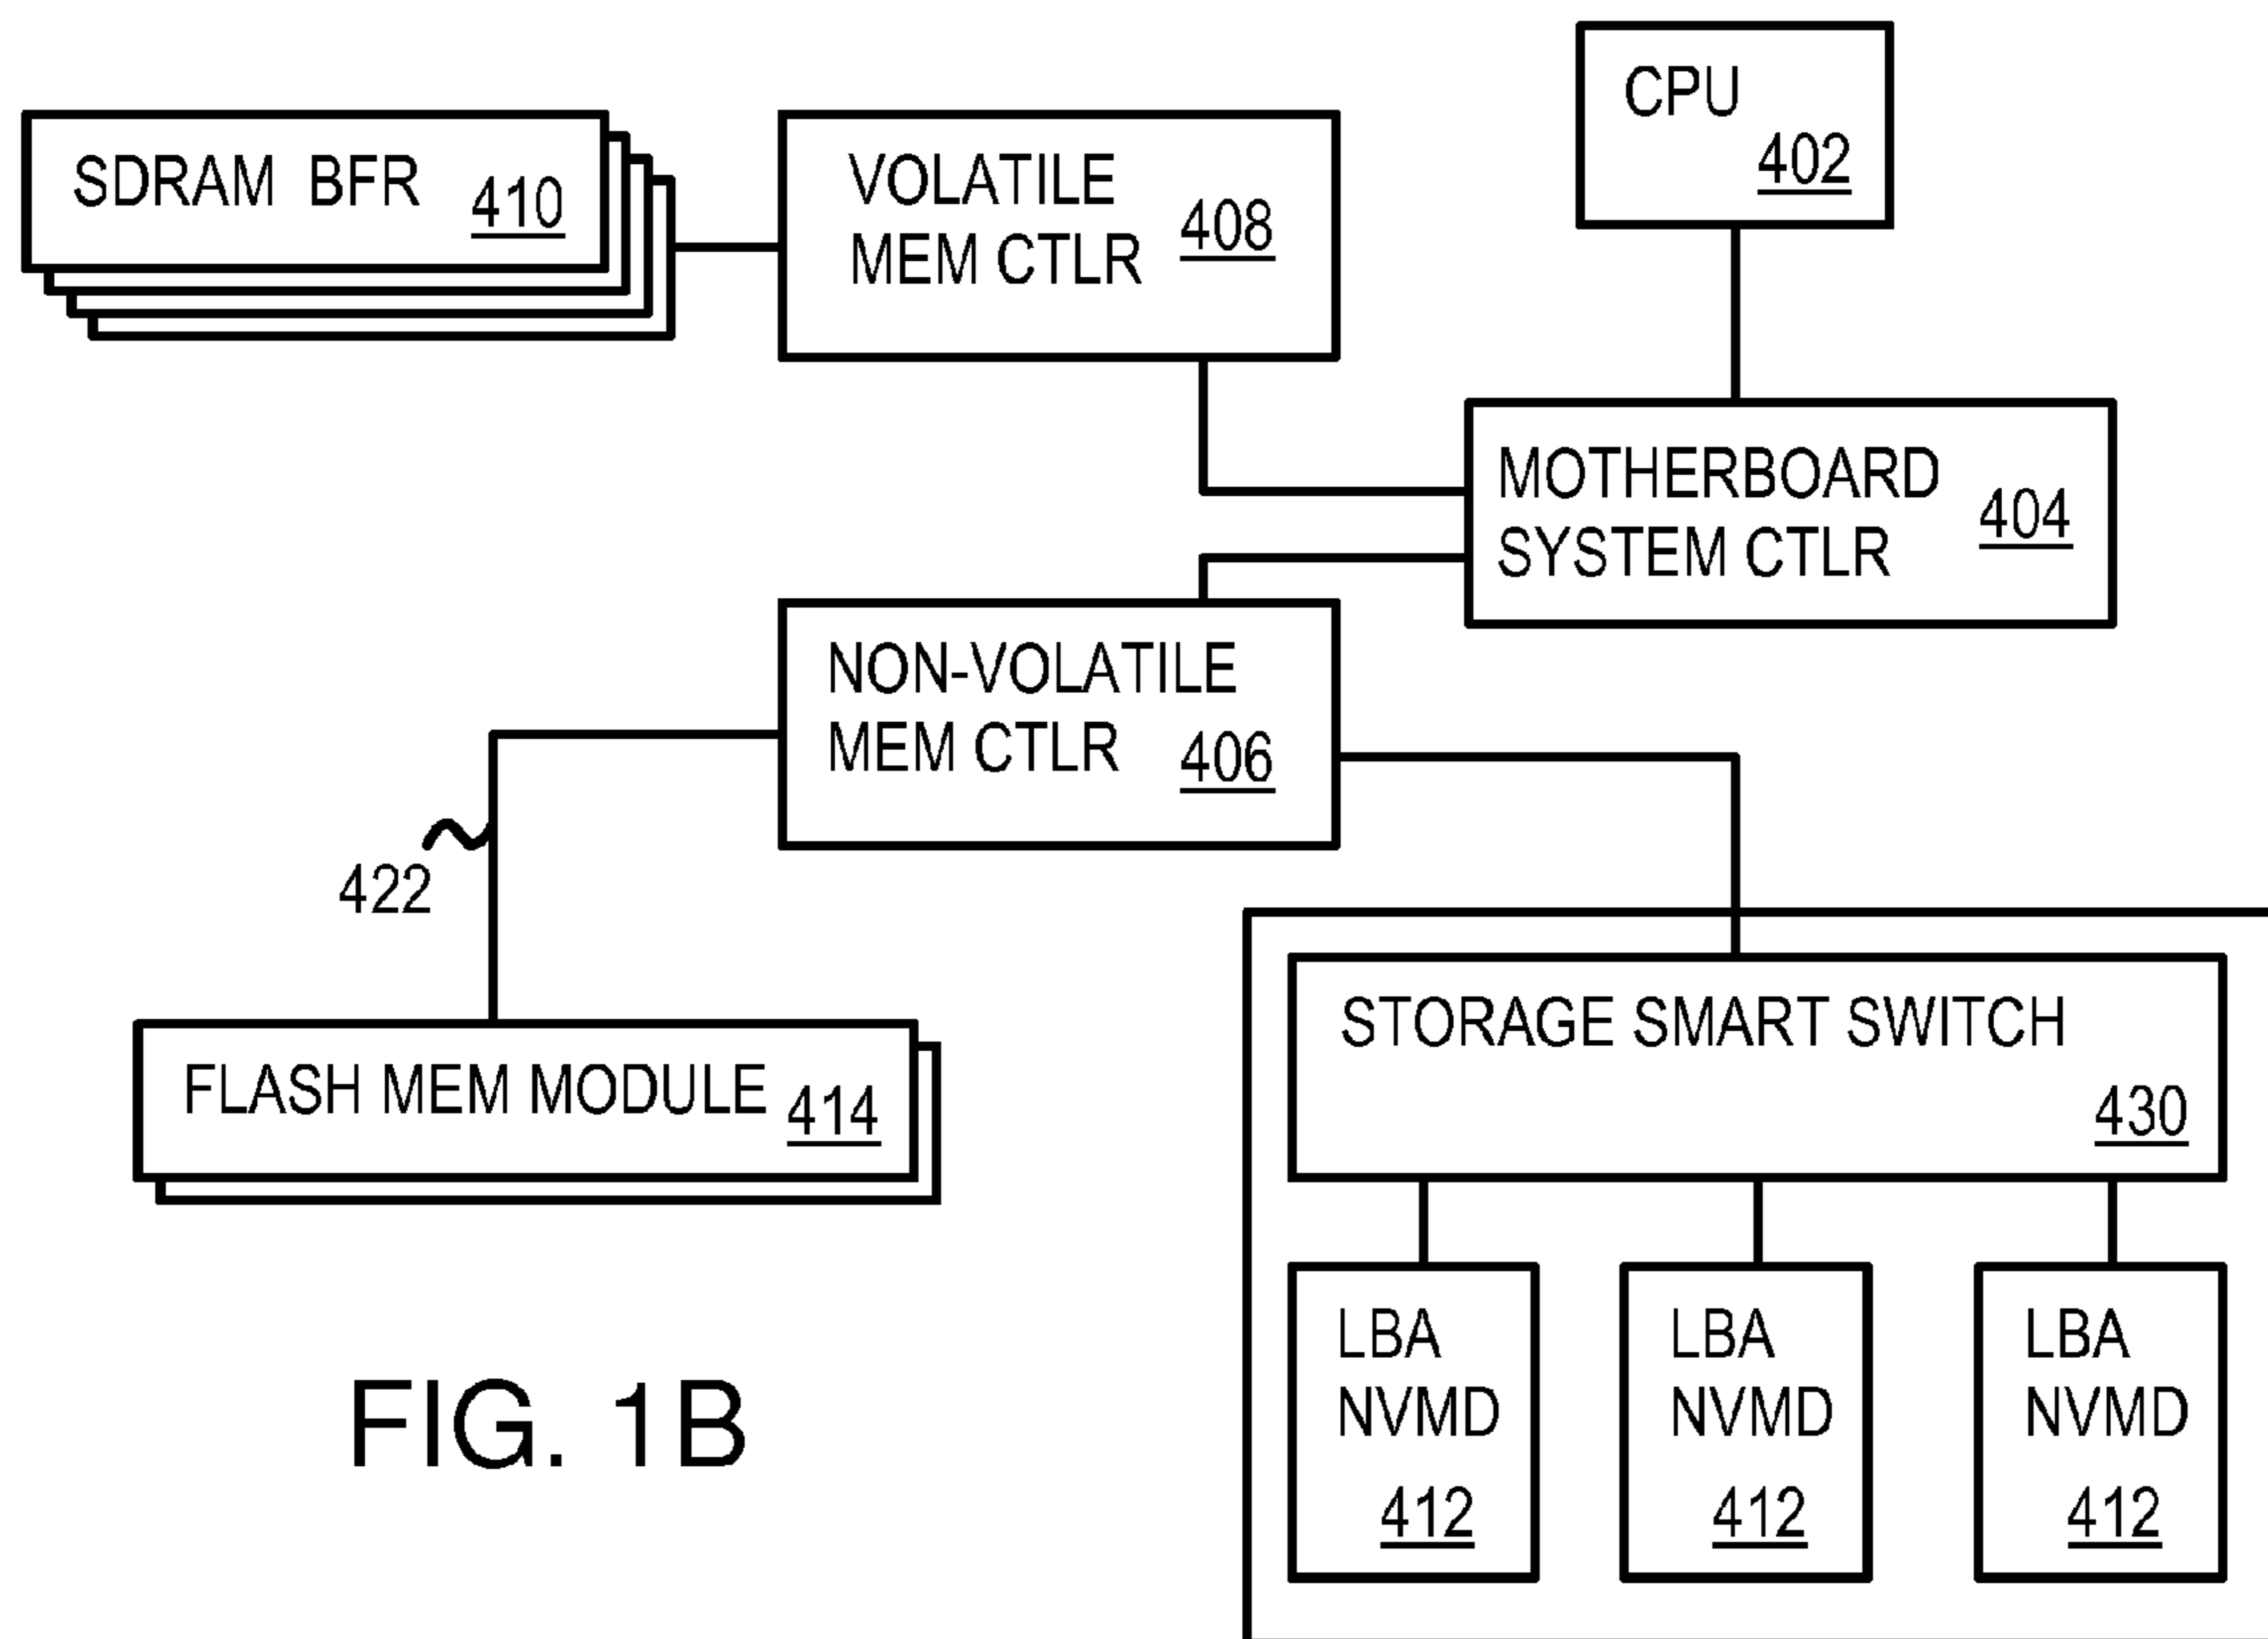 CPU
402
SDRAM BFR
410
VOLATILE
MEM CTLR
408
MOTHERBOARD
SYSTEM CTLR
404
NON-VOLATILE
MEM CTLR
406
422
FLASH MEM MODULE
414
STORAGE SMART SWITCH
430
LBA
NVMD
412
LBA
NVMD
412
LBA
NVMD
412
FIG. 1B